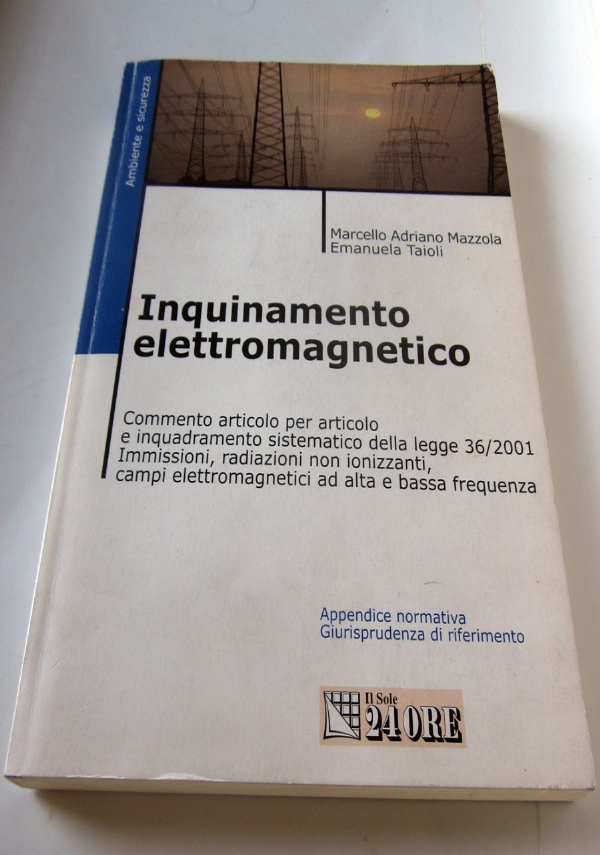 Ambiente e sicurezza
Marcello Adriano Mazzola
Emanuela Taioli
Inquinamento
elettromagnetico
Commento articolo per articolo
e inquadramento sistematico della legge 36/2001
Immissioni, radiazioni non ionizzanti,
campi elettromagnetici ad alta e bassa frequenza
Appendice normativa
Giurisprudenza di riferimento
Il Sole
24 ORE